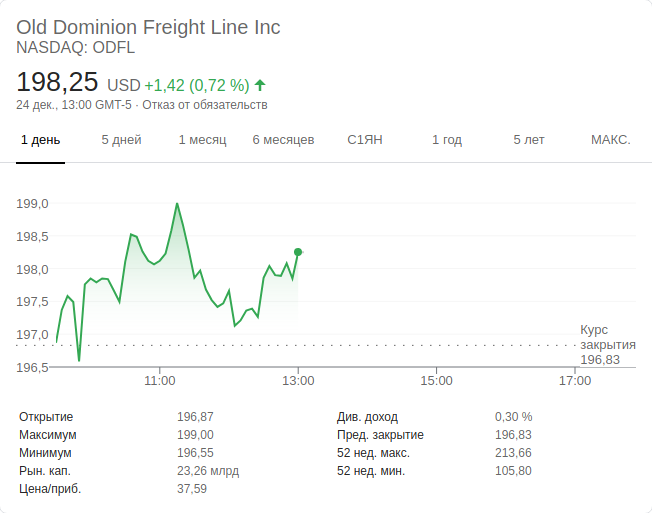 Old Dominion Freight Line Inc
NASDAQ: ODFL
198,25 USD +1,42 (0,72 %)
24 дек., 13:00 GMT-5 · Отказ от обязательств
1 день 5 дней 1 месяц 6 месяцев С1ЯН 1 год 5 лет МАКС.
199,0
198,5
198,0
197,5
197,0
196,5
Курс
закрытия
196,83
11:00 13:00 15:00 17:00
Открытие 196,87 Див. доход 0,30 %
Максимум 199,00 Пред. закрытие 196,83
Минимум 196,55 52 нед. макс. 213,66
Рын. кап. 23,26 млрд 52 нед. мин. 105,80
Цена/приб. 37,59